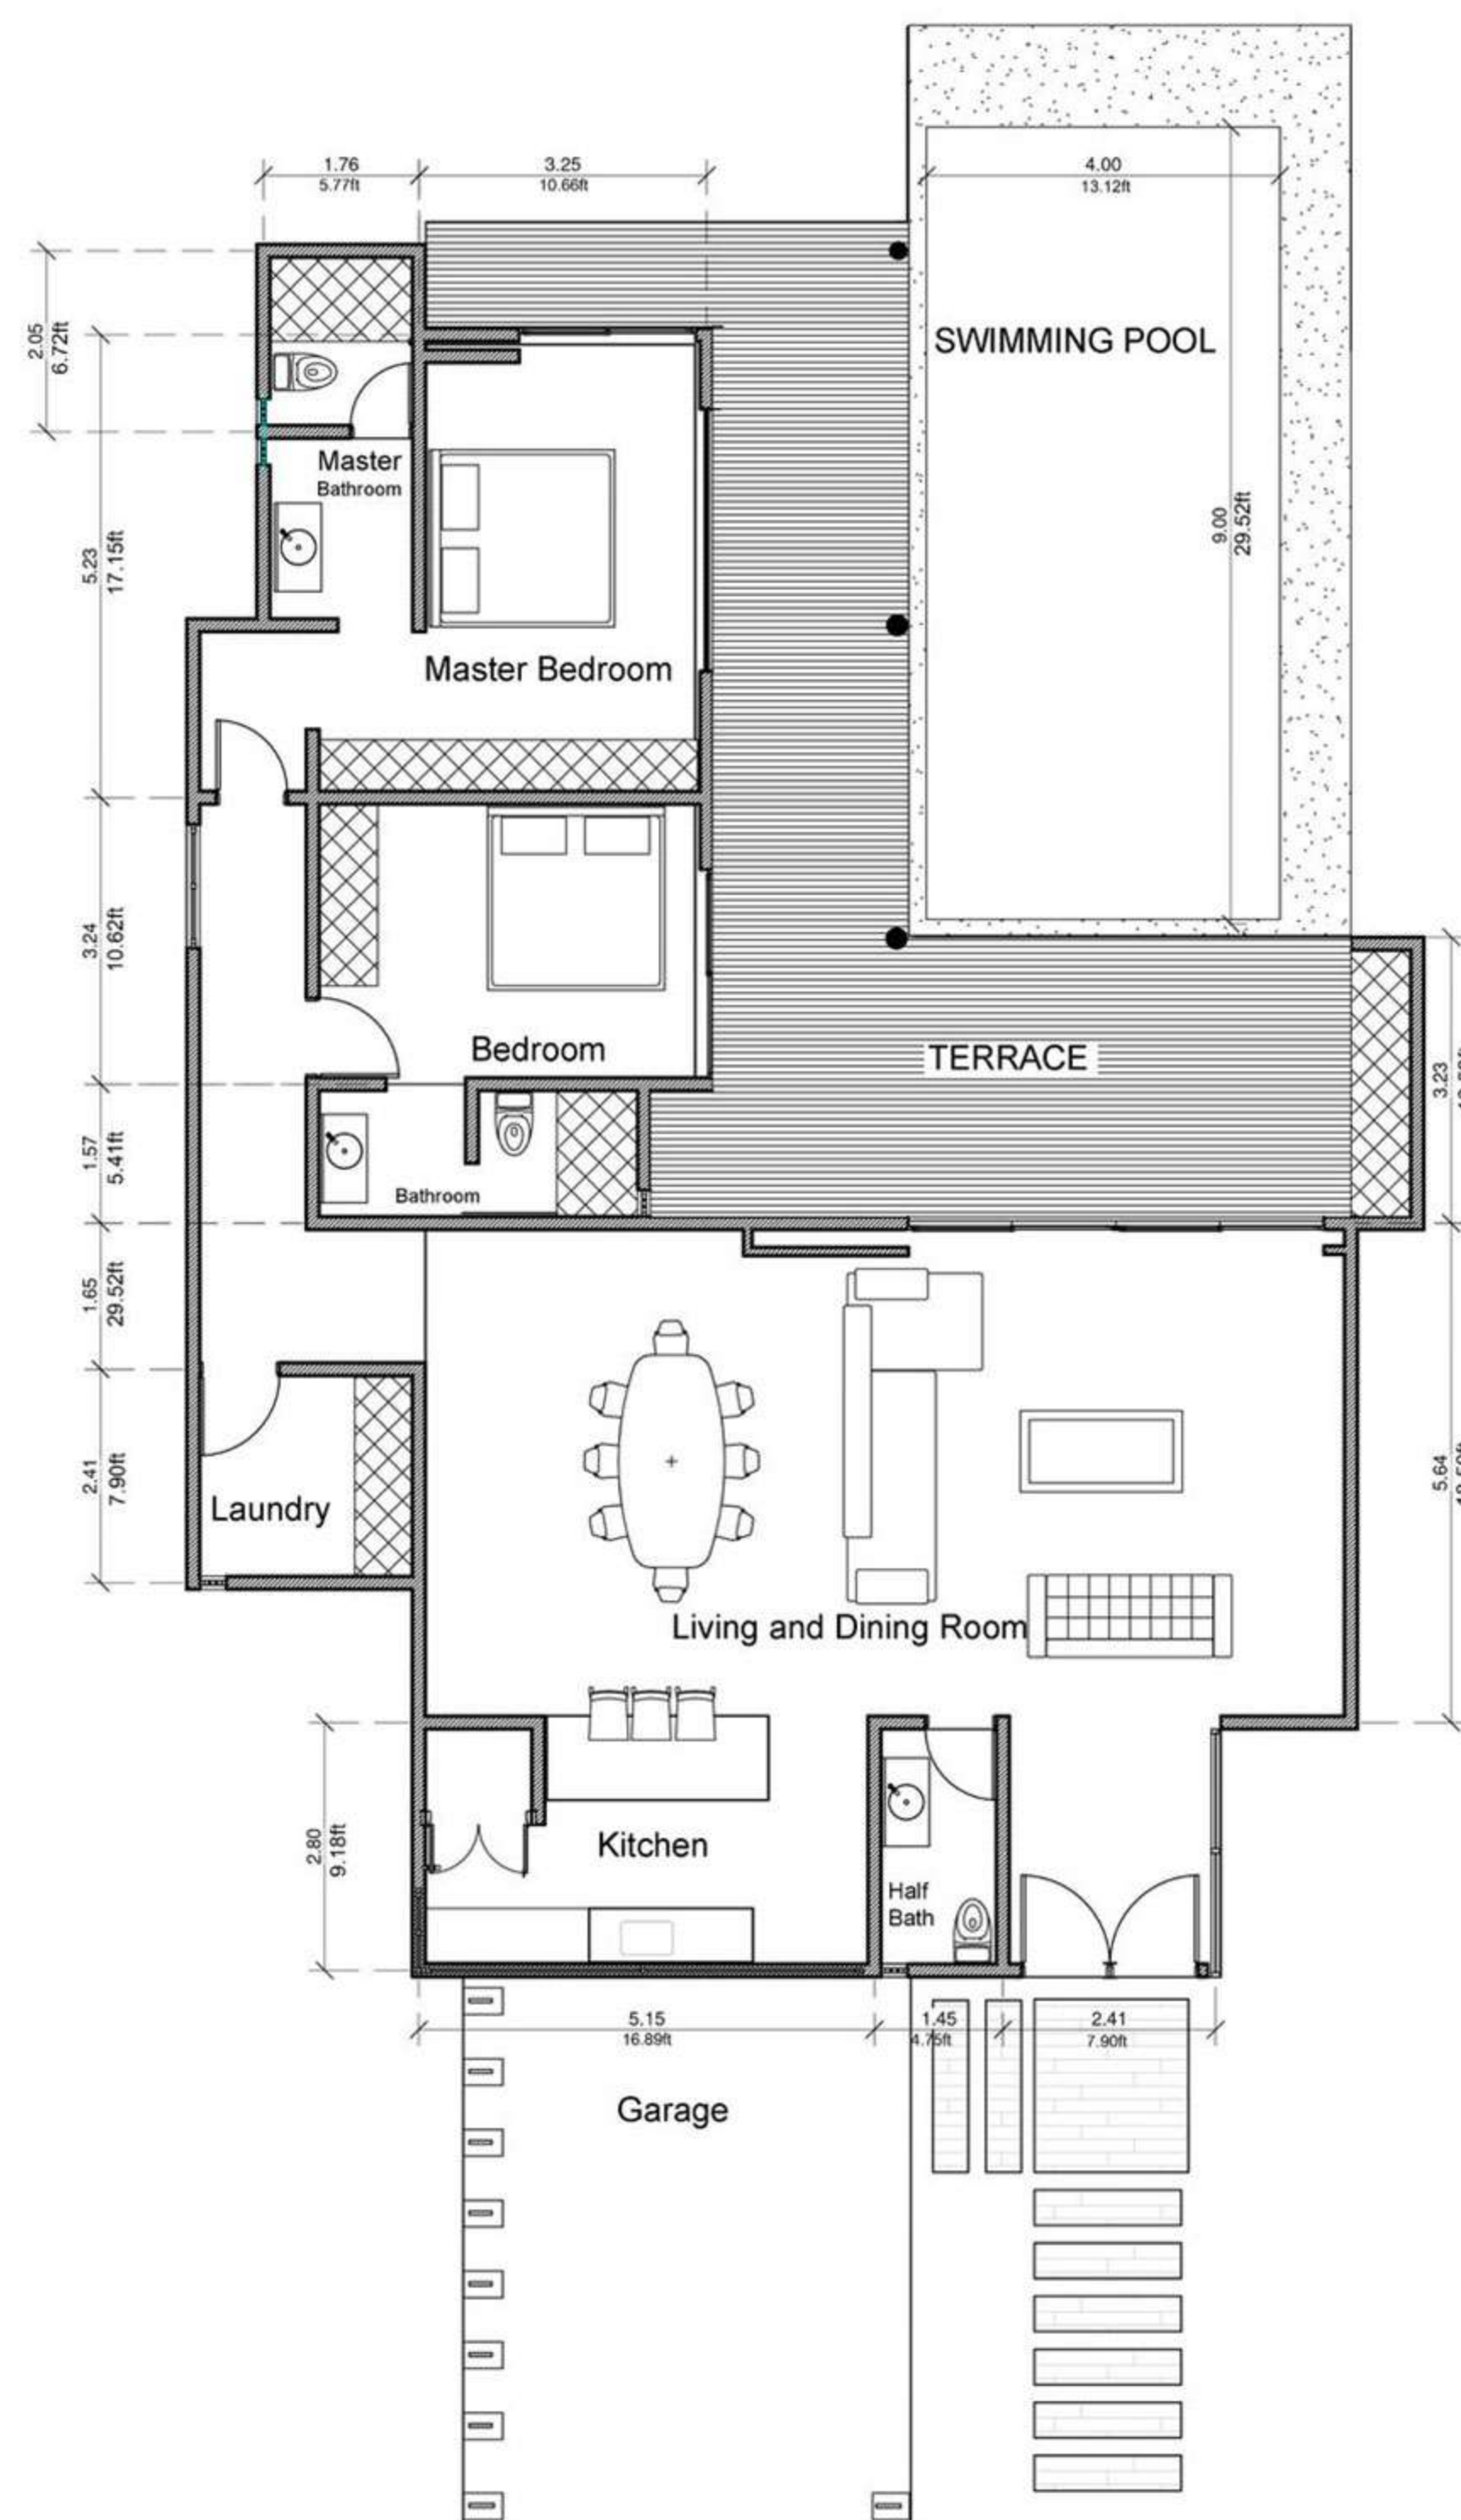 1.76
5.77ft
3.25
10.66ft
4.00
13.12ft
2.05
6.72ft
SWIMMING POOL
Master
Bathroom
9.00
29.52ft
5.23
17.15ft
Master Bedroom
3.24
10.62ft
Bedroom
TERRACE
3.23
1.57
5.41ft
Bathroom
1.65
29.52ft
5.64
2.41
7.90ft
Laundry
Living and Dining Room
2.80
9.18ft
Kitchen
Half
Bath
5.15
16.89ft
1.45
4.75ft
2.41
7.90ft
Garage